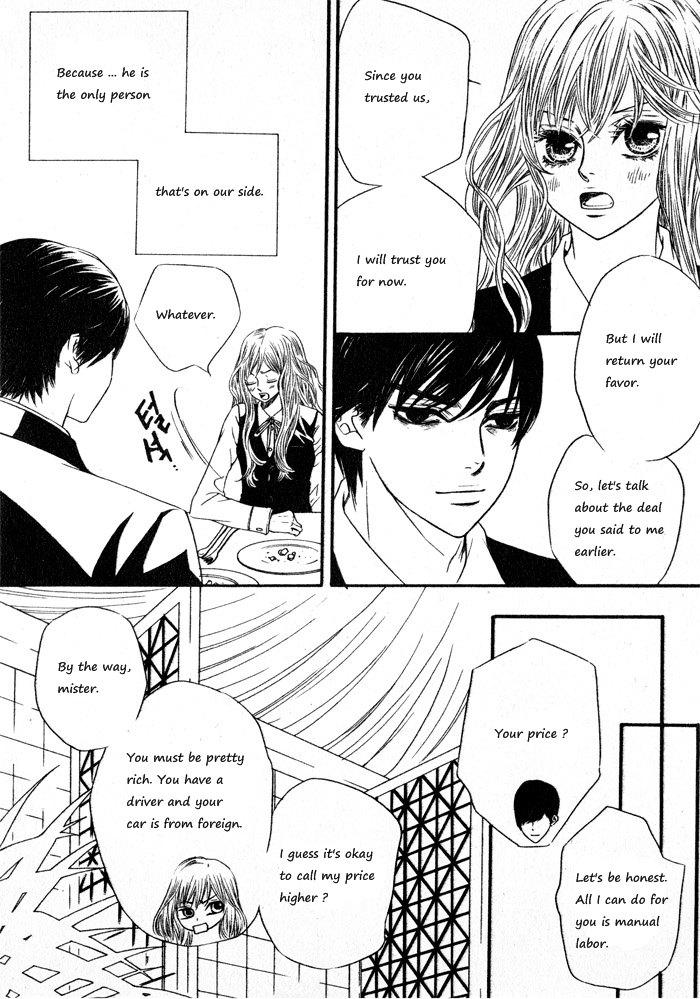 Because ... he is
the only person
that's on our side.
Since you
trusted us,
I will trust you
for now.
Whatever.
털
썩
But I will
return your
favor.
So, let's talk
about the deal
you said to me
earlier.
By the way,
mister.
You must be pretty
rich. You have a
driver and your
car is from foreign.
I guess it's okay
to call my price
higher ?
Your price ?
Let's be honest.
All I can do for
you is manual
labor.